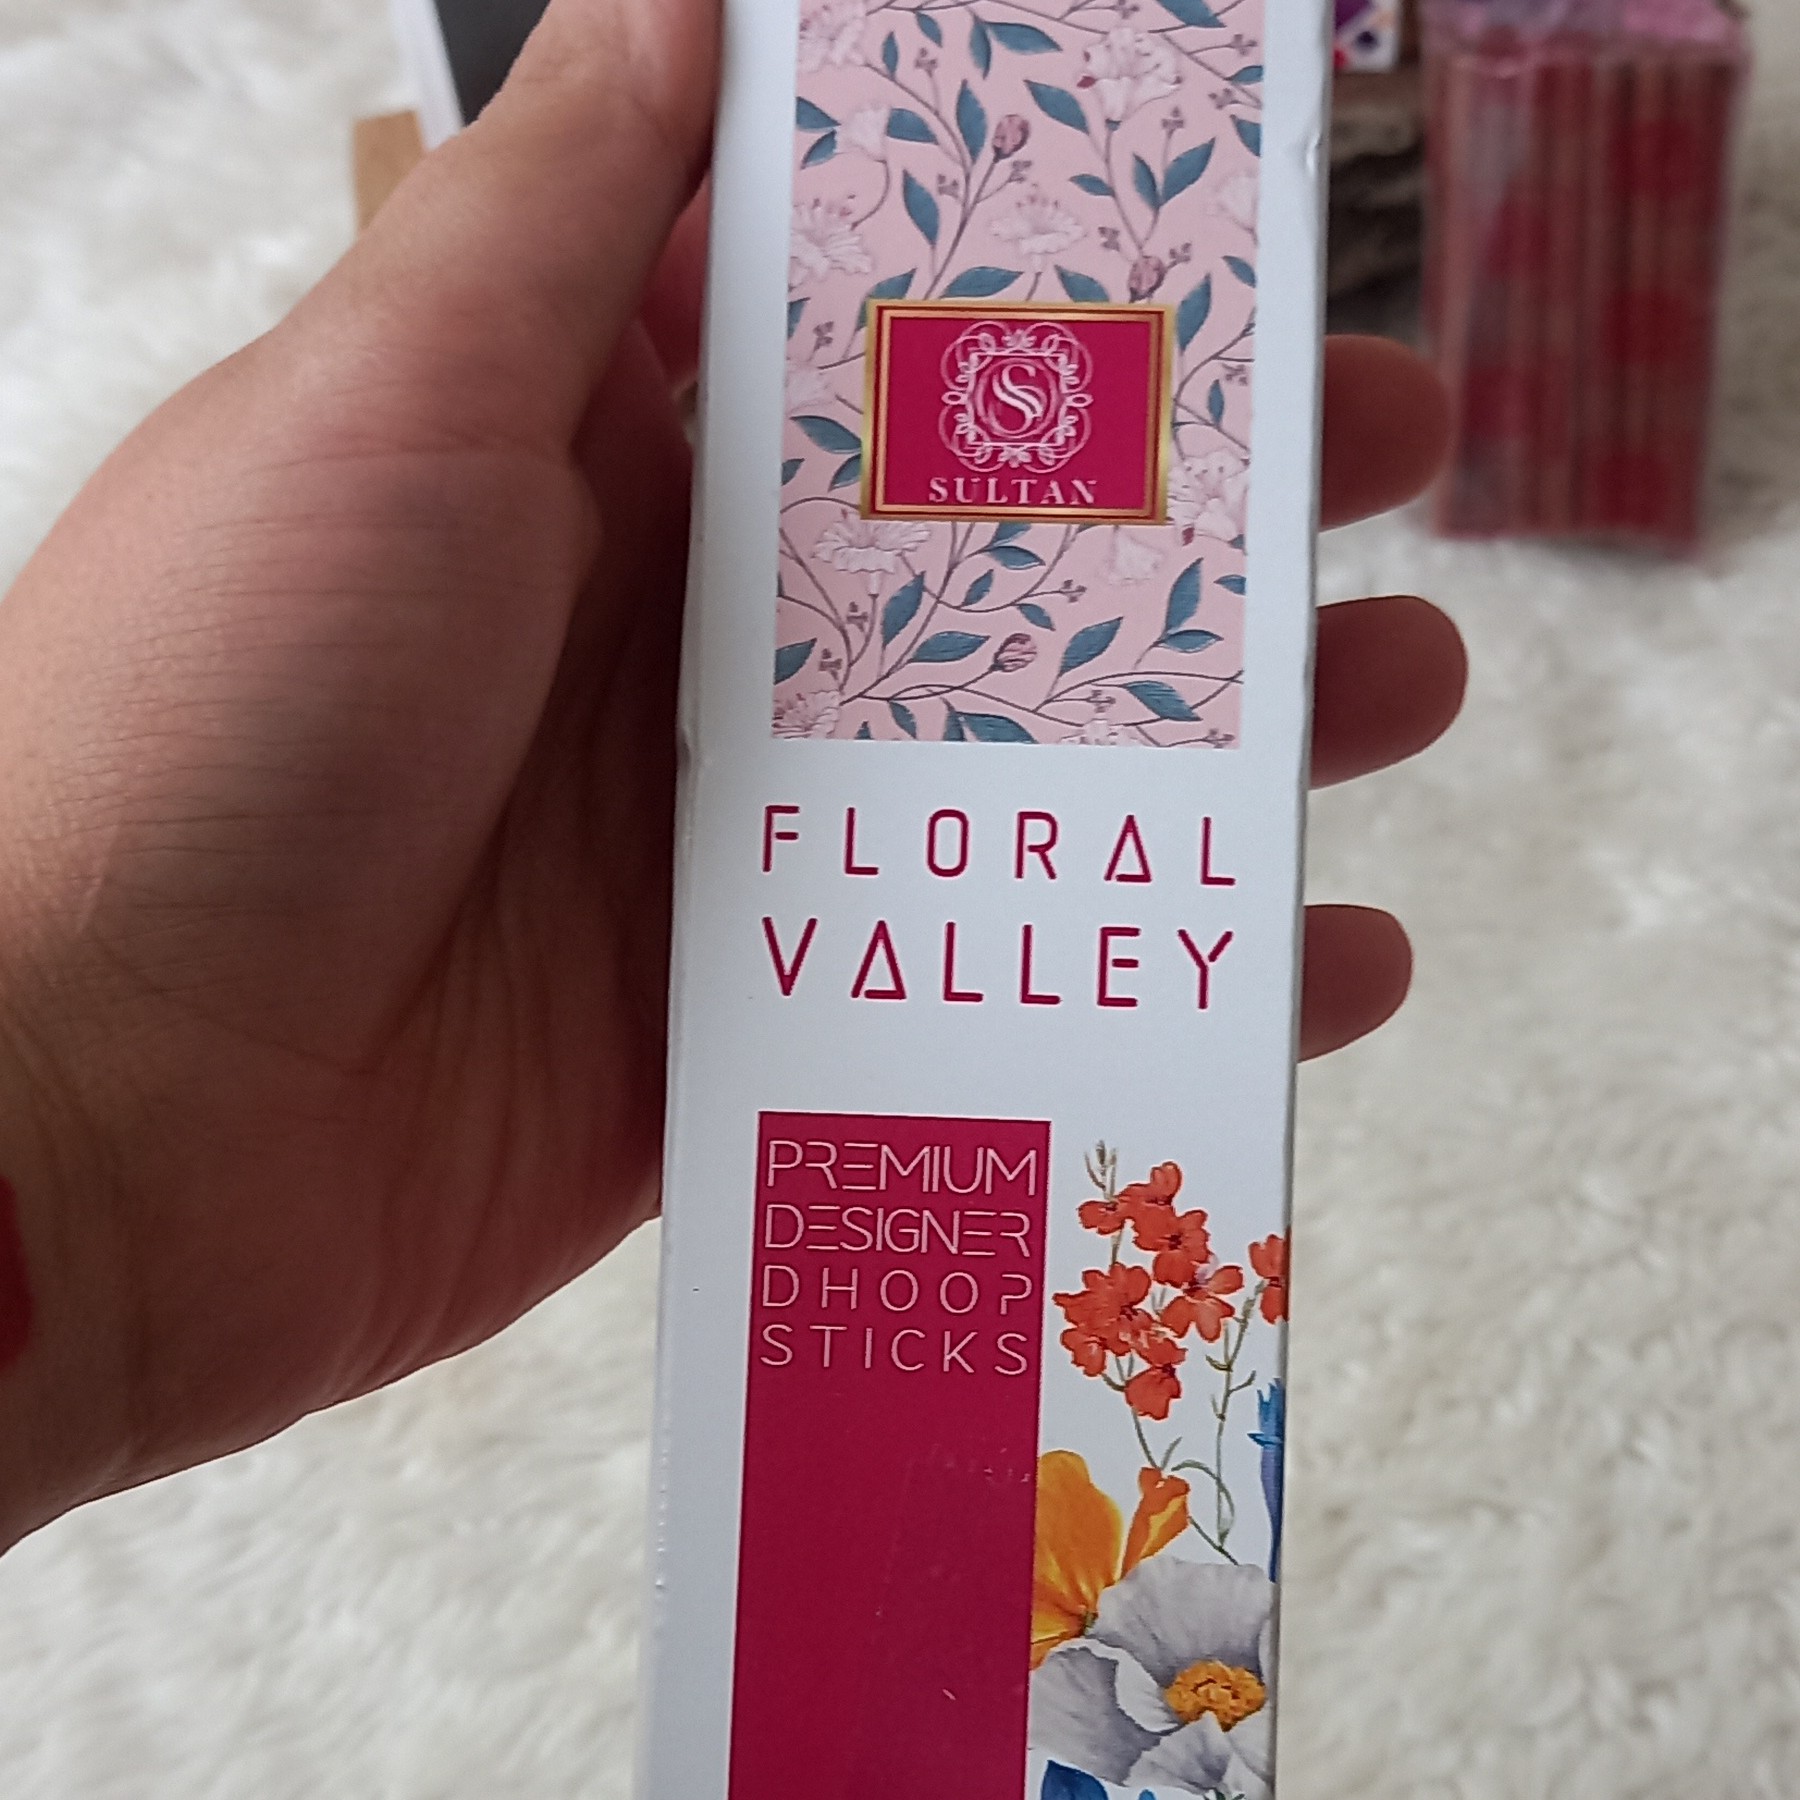 SULTAN
FLORAL
VALLEY
PREMIUM
DESIGNER
DHOOP
STICKS